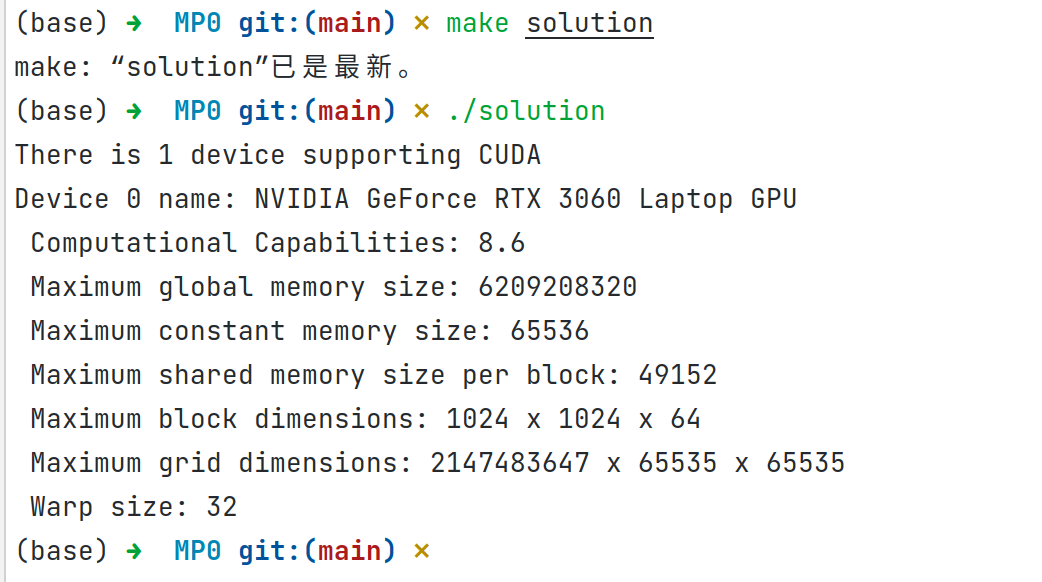 (base) ➜  MP0 git:(main) ✗ make solution
make: “solution”已是最新。
(base) ➜  MP0 git:(main) ✗ ./solution
There is 1 device supporting CUDA
Device 0 name: NVIDIA GeForce RTX 3060 Laptop GPU
 Computational Capabilities: 8.6
 Maximum global memory size: 6209208320
 Maximum constant memory size: 65536
 Maximum shared memory size per block: 49152
 Maximum block dimensions: 1024 x 1024 x 64
 Maximum grid dimensions: 2147483647 x 65535 x 65535
 Warp size: 32
(base) ➜  MP0 git:(main) ✗